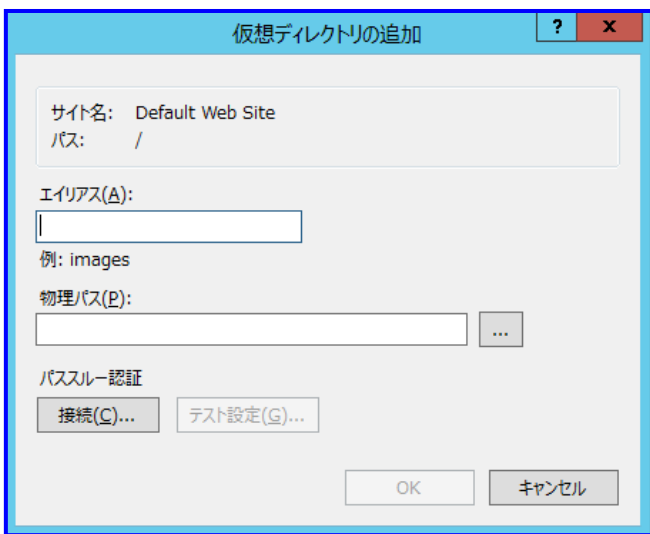 仮想ディレクトリの追加
? x
サイト名: Default Web Site
パス: /
エイリアス(A):
例: images
物理パス(P):
...
パススルー認証
接続(C)... テスト設定(G)...
OK キャンセル